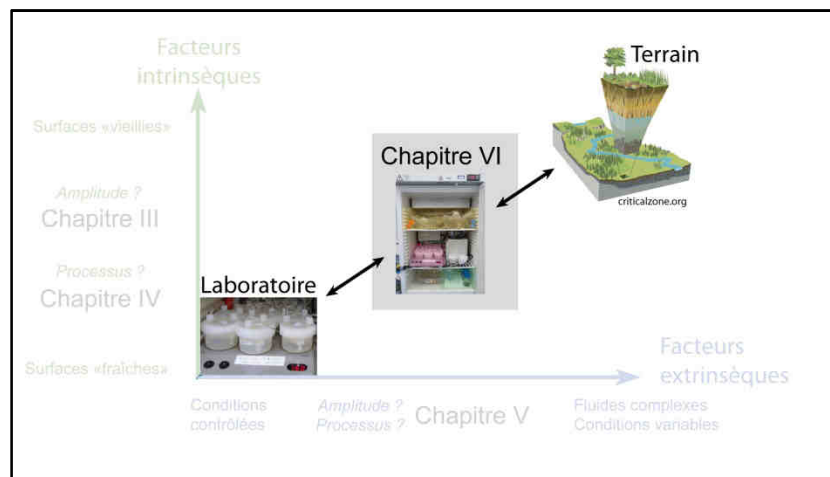 Facteurs
intrinsèques
Terrain
Surfaces «vieillies»
Chapitre VI
Amplitude ?
Chapitre III
criticalzone.org
Processus ?
Chapitre IV
Laboratoire
Surfaces «fraîches»
Facteurs
extrinsèques
Conditions
contrôlées
Amplitude ?
Processus ?
Chapitre V
Fluides complexes
Conditions variables